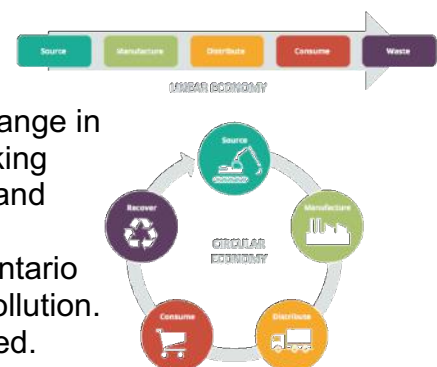 Source Manufacture Distribute Consume Waste
LINEAR ECONOMY
ange in
king
and
ntario
ollution.
ed.
Source
Manufacture
Distribute
Consume
Recover
CIRCULAR
ECONOMY